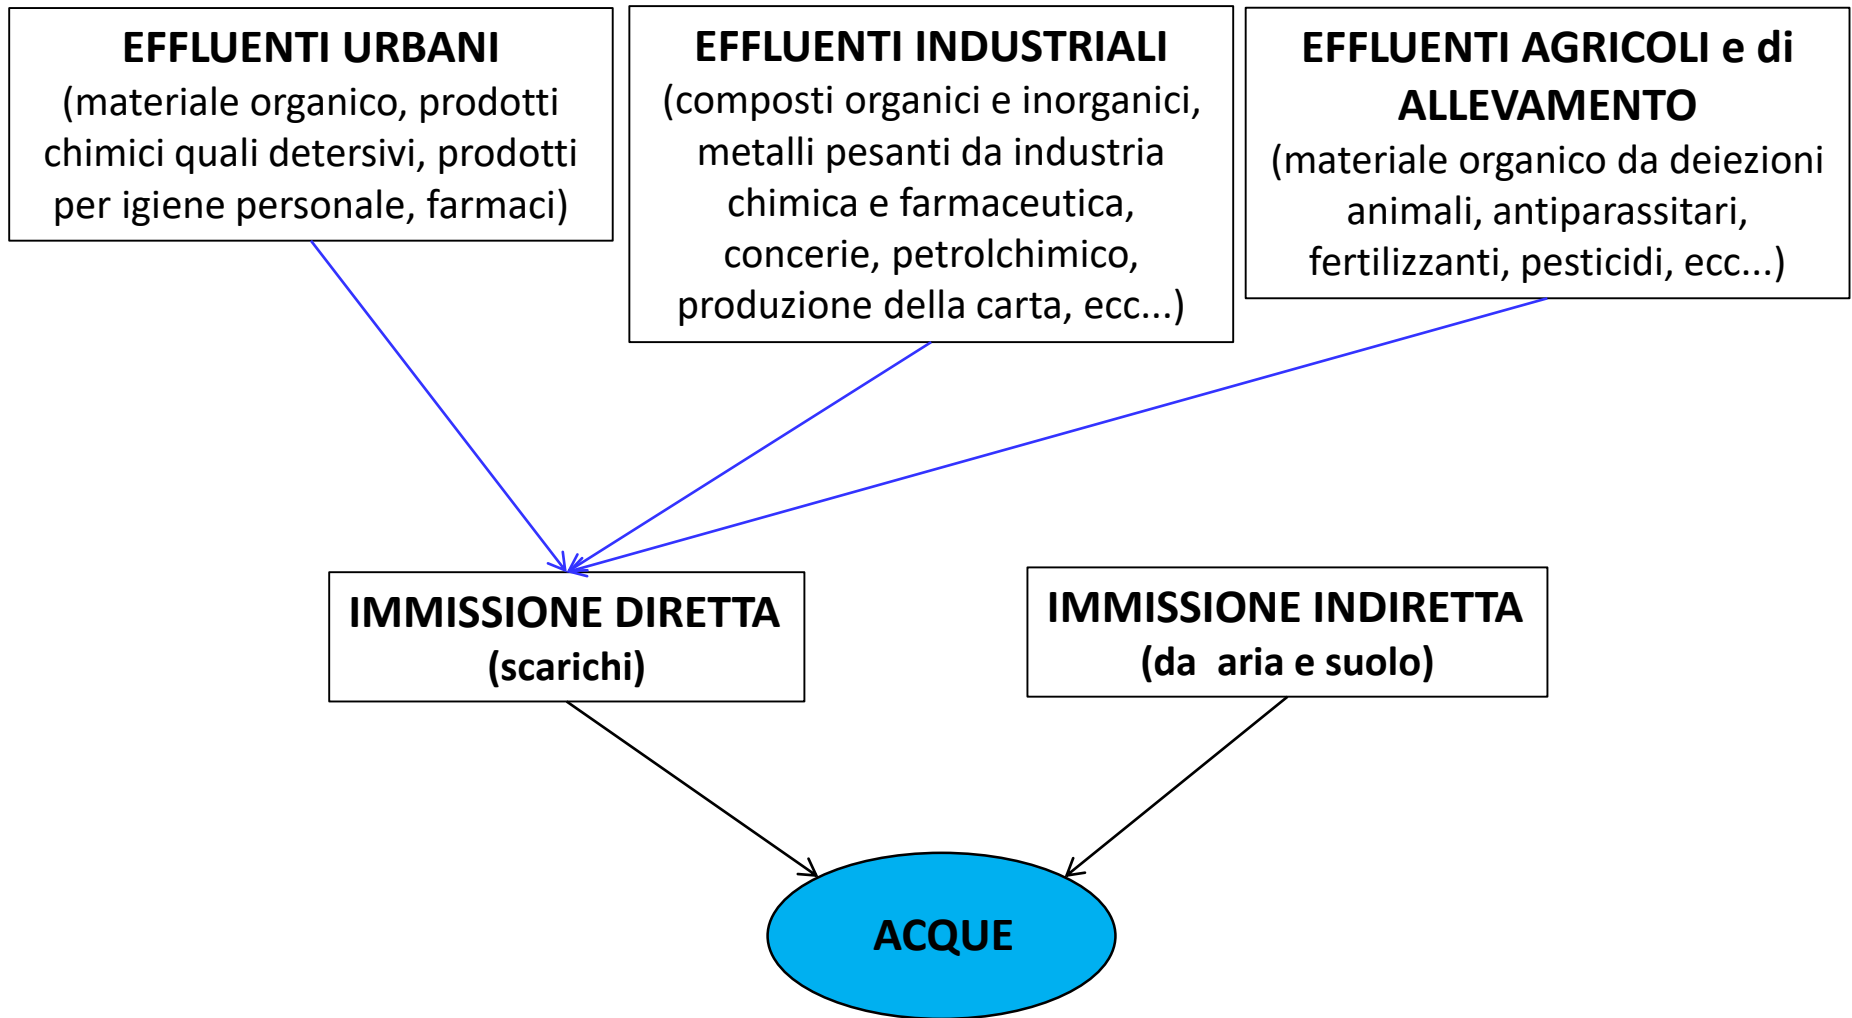 EFFLUENTI URBANI
(materiale organico, prodotti
chimici quali detersivi, prodotti
per igiene personale, farmaci)
EFFLUENTI INDUSTRIALI
(composti organici e inorganici,
metalli pesanti da industria
chimica e farmaceutica,
concerie, petrolchimico,
produzione della carta, ecc...)
EFFLUENTI AGRICOLI e di
ALLEVAMENTO
(materiale organico da deiezioni
animali, antiparassitari,
fertilizzanti, pesticidi, ecc...)
IMMISSIONE DIRETTA
(scarichi)
IMMISSIONE INDIRETTA
(da aria e suolo)
ACQUE